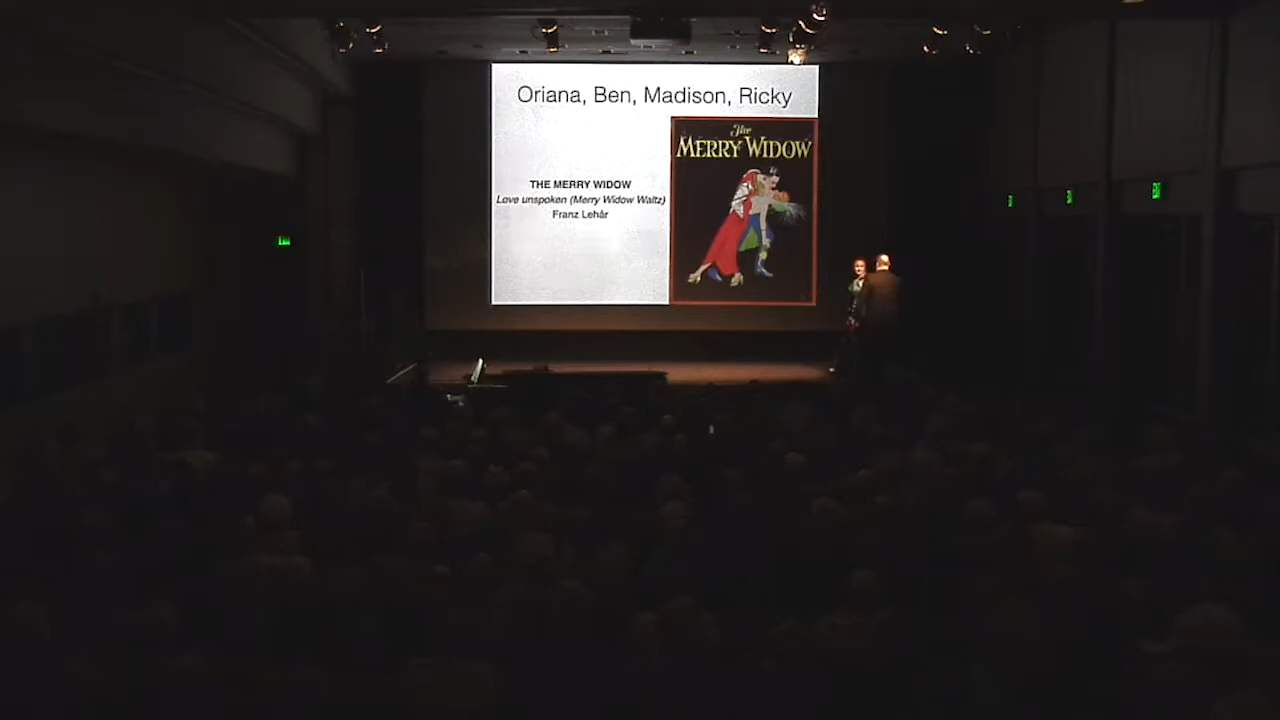 Oriana, Ben, Madison, Ricky
The
MERRY WIDOW
THE MERRY WIDOW
Love unspoken (Merry Widow Waltz)
Franz Lehár